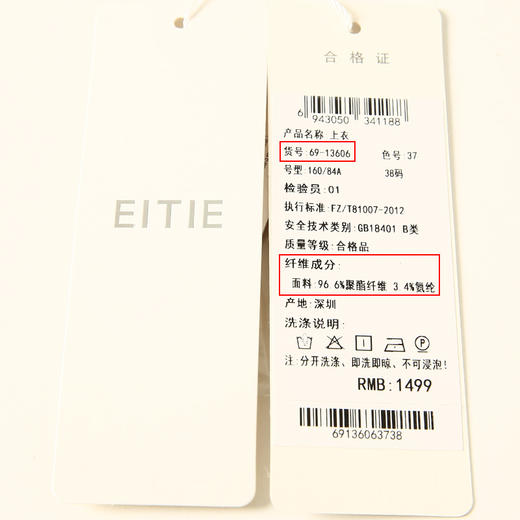 EITIE
合格证
6 943050 341188
产品名称:上衣
货号:69-13606 色号:37
号型:160/84A 38码
检验员:01
执行标准:FZ/T81007-2012
安全技术类别:GB18401 B类
质量等级:合格品
纤维成分:
面料:96.6%聚酯纤维 3.4%氨纶
产地:深圳
洗涤说明:
注:分开洗涤、即洗即晾、不可浸泡!
RMB:1499
69136063738